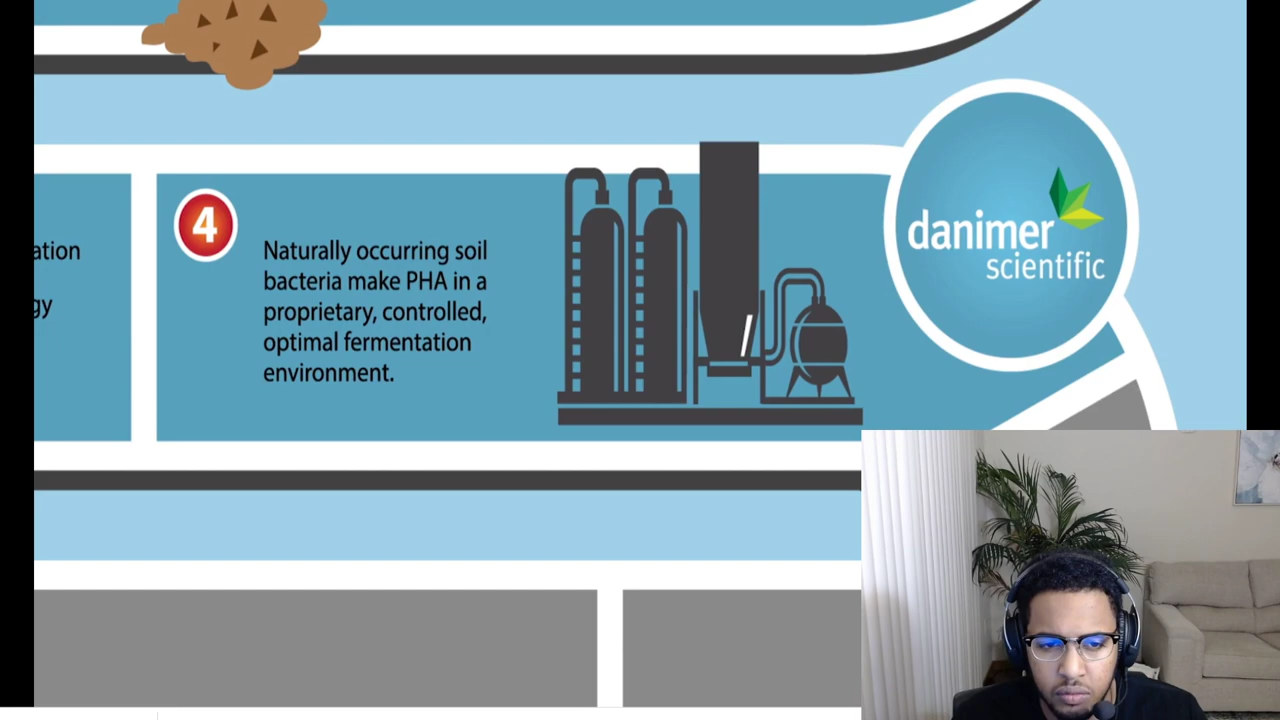 danimer
scientific
ation
gy
4
Naturally occurring soil
bacteria make PHA in a
proprietary, controlled,
optimal fermentation
environment.